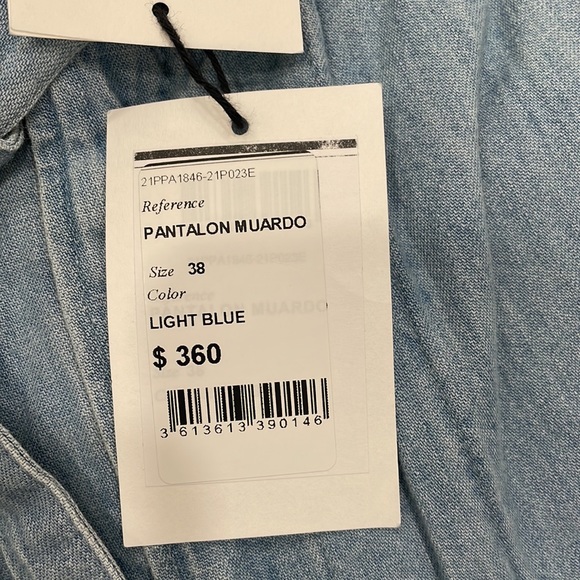 21PPA1846-21P023E
Reference
PANTALON MUARDO
Size 38
Color
LIGHT BLUE
$ 360
3 613613 390146